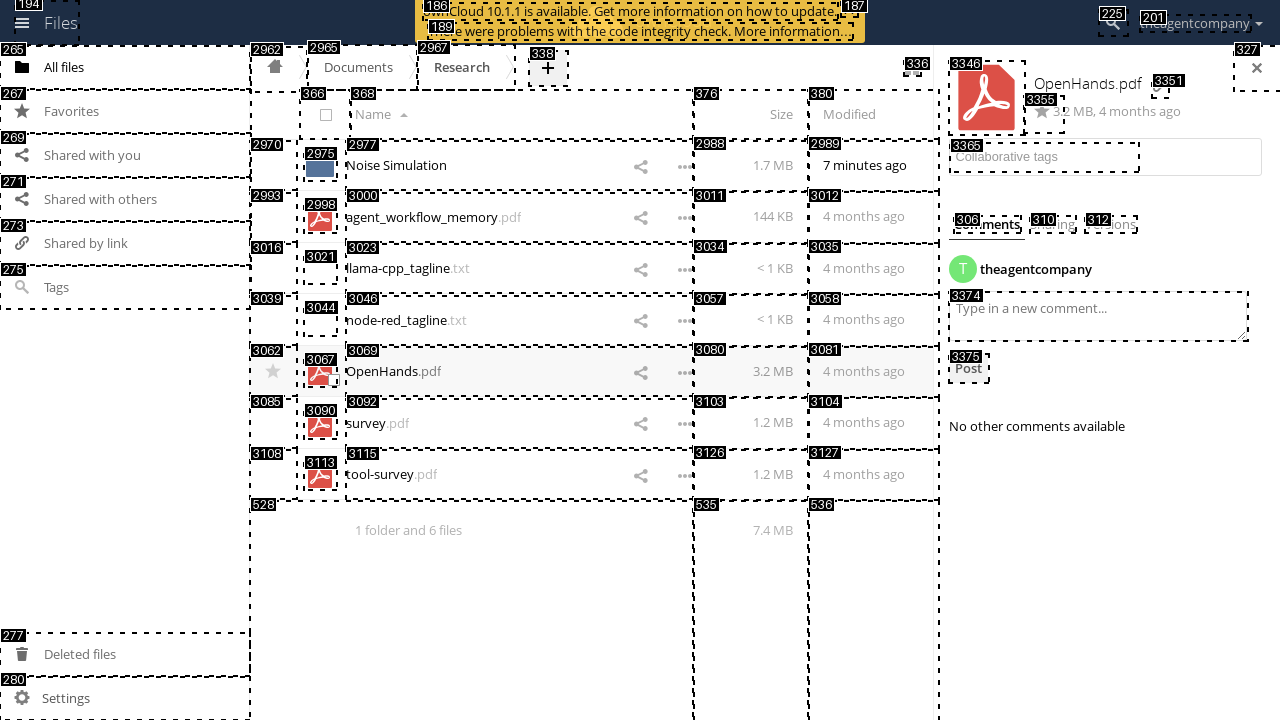 194
Files
186
ownCloud 10.1.1 is available. Get more information on how to update.
187
189
There were problems with the code integrity check. More information…
225
201
theagentcompany
265
All files
267
Favorites
269
Shared with you
271
Shared with others
273
Shared by link
275
Tags
277
Deleted files
280
Settings
2962
2965
Documents
2967
Research
338
+
336
327
366
368
Name
376
Size
380
Modified
2970
2975
2977
Noise Simulation
2988
1.7 MB
2989
7 minutes ago
2993
2998
3000
agent_workflow_memory.pdf
3011
144 KB
3012
4 months ago
3016
3021
3023
llama-cpp_tagline.txt
3034
< 1 KB
3035
4 months ago
3039
3044
3046
node-red_tagline.txt
3057
< 1 KB
3058
4 months ago
3062
3067
3069
OpenHands.pdf
3080
3.2 MB
3081
4 months ago
3085
3090
3092
survey.pdf
3103
1.2 MB
3104
4 months ago
3108
3113
3115
tool-survey.pdf
3126
1.2 MB
3127
4 months ago
528
1 folder and 6 files
535
7.4 MB
536
3346
OpenHands.pdf
3351
3355
3.2 MB, 4 months ago
3365
Collaborative tags
306
Comments
310
Sharing
312
Versions
T
theagentcompany
3374
Type in a new comment...
3375
Post
No other comments available